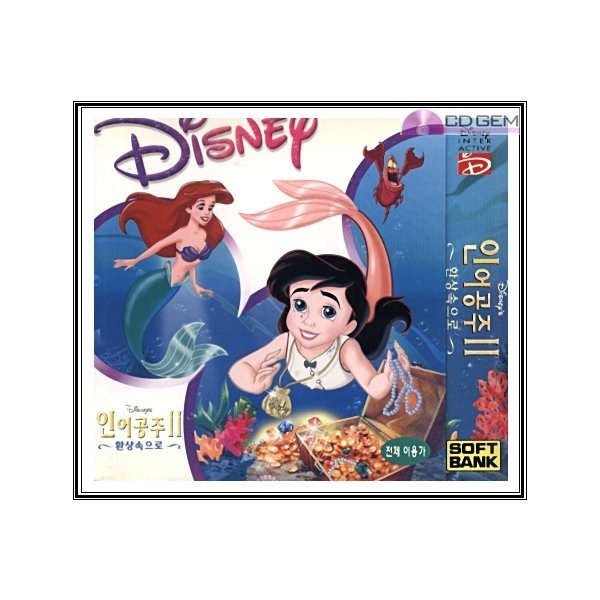 DISNEY
CD GEM
DISNEY
INTER
ACTIVE
DISNEY'S
인어공주 II
~ 환상속으로 ~
DISNEY'S
인어공주 II
~ 환상속으로 ~
전체 이용가
SOFT
BANK